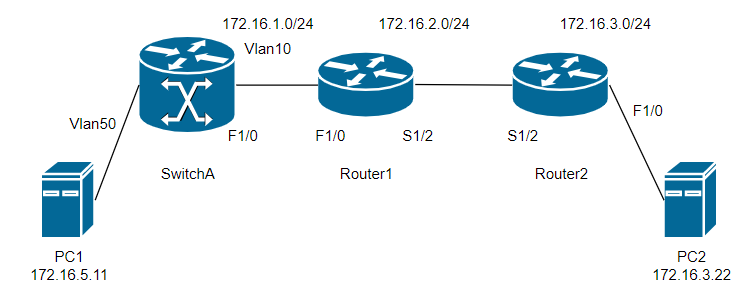 172.16.1.0/24
172.16.2.0/24
172.16.3.0/24
Vlan10
Vlan50
F1/0
F1/0
S1/2
S1/2
F1/0
SwitchA
Router1
Router2
PC1
172.16.5.11
PC2
172.16.3.22